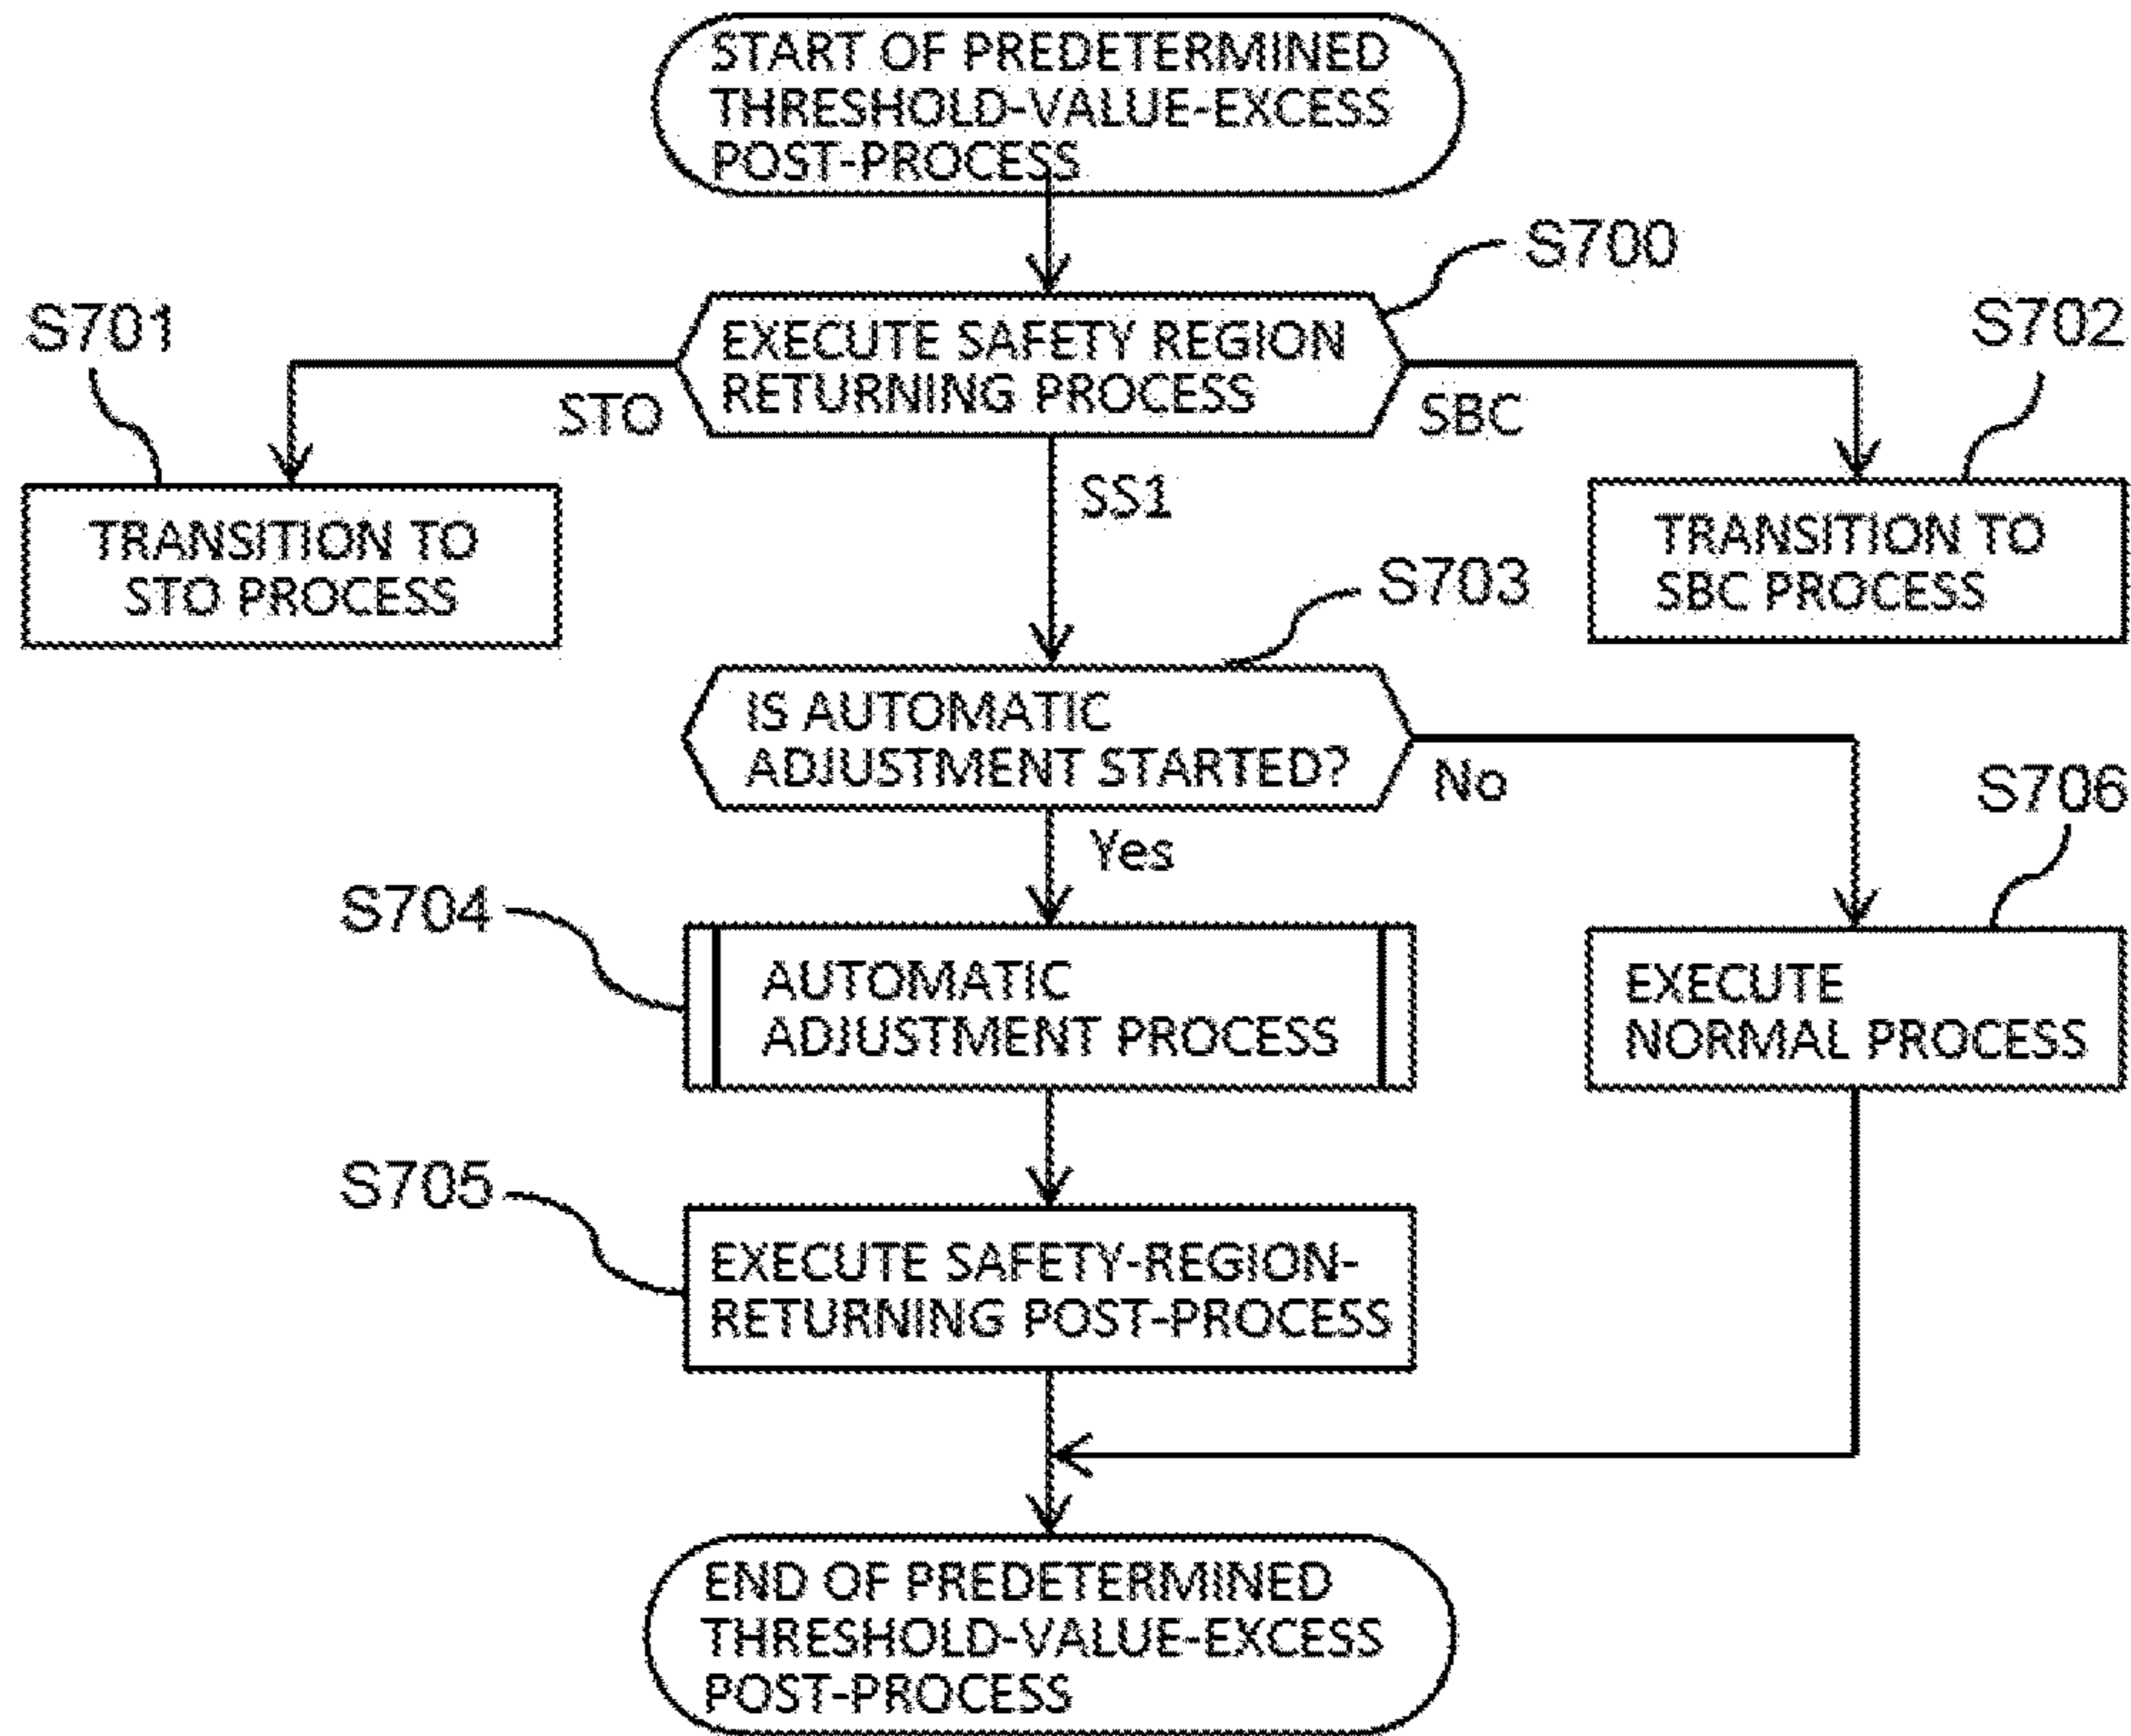 START OF PREDETERMINED
THRESHOLD-VALUE-EXCESS
POST-PROCESS
S700
S701
EXECUTE SAFETY REGION
RETURNING PROCESS
S702
STO
SBC
SS1
TRANSITION TO
STO PROCESS
TRANSITION TO
SBC PROCESS
S703
IS AUTOMATIC
ADJUSTMENT STARTED?
No
S706
Yes
S704
AUTOMATIC
ADJUSTMENT PROCESS
EXECUTE
NORMAL PROCESS
S705
EXECUTE SAFETY-REGION-
RETURNING POST-PROCESS
END OF PREDETERMINED
THRESHOLD-VALUE-EXCESS
POST-PROCESS